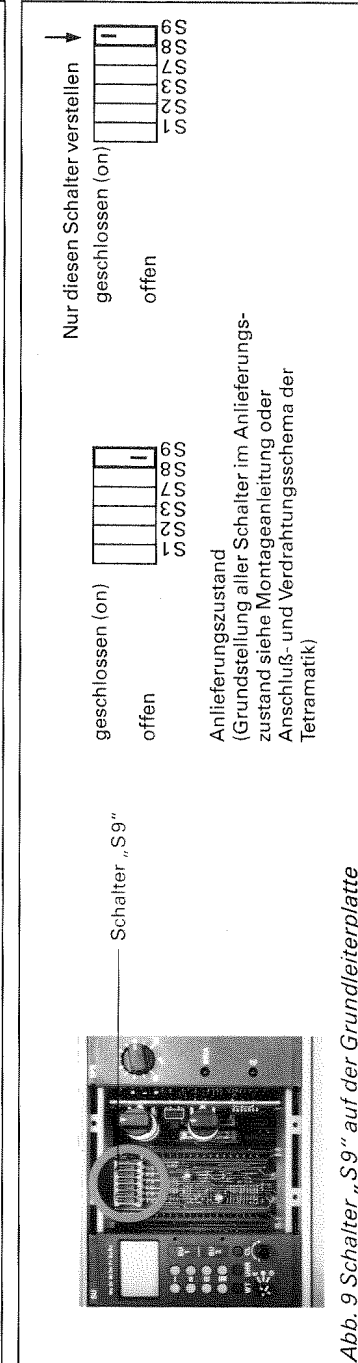 Schalter „S9“
geschlossen (on)
offen
S1 S2 S3 S7 S8 S9
Anlieferungszustand
(Grundstellung aller Schalter im Anlieferungs-
zustand siehe Montageanleitung oder
Anschluß- und Verdrahtungsschema der
Tetramatik)
Nur diesen Schalter verstellen
geschlossen (on)
offen
S1 S2 S3 S7 S8 S9
Abb. 9 Schalter „S9“ auf der Grundleiterplatte